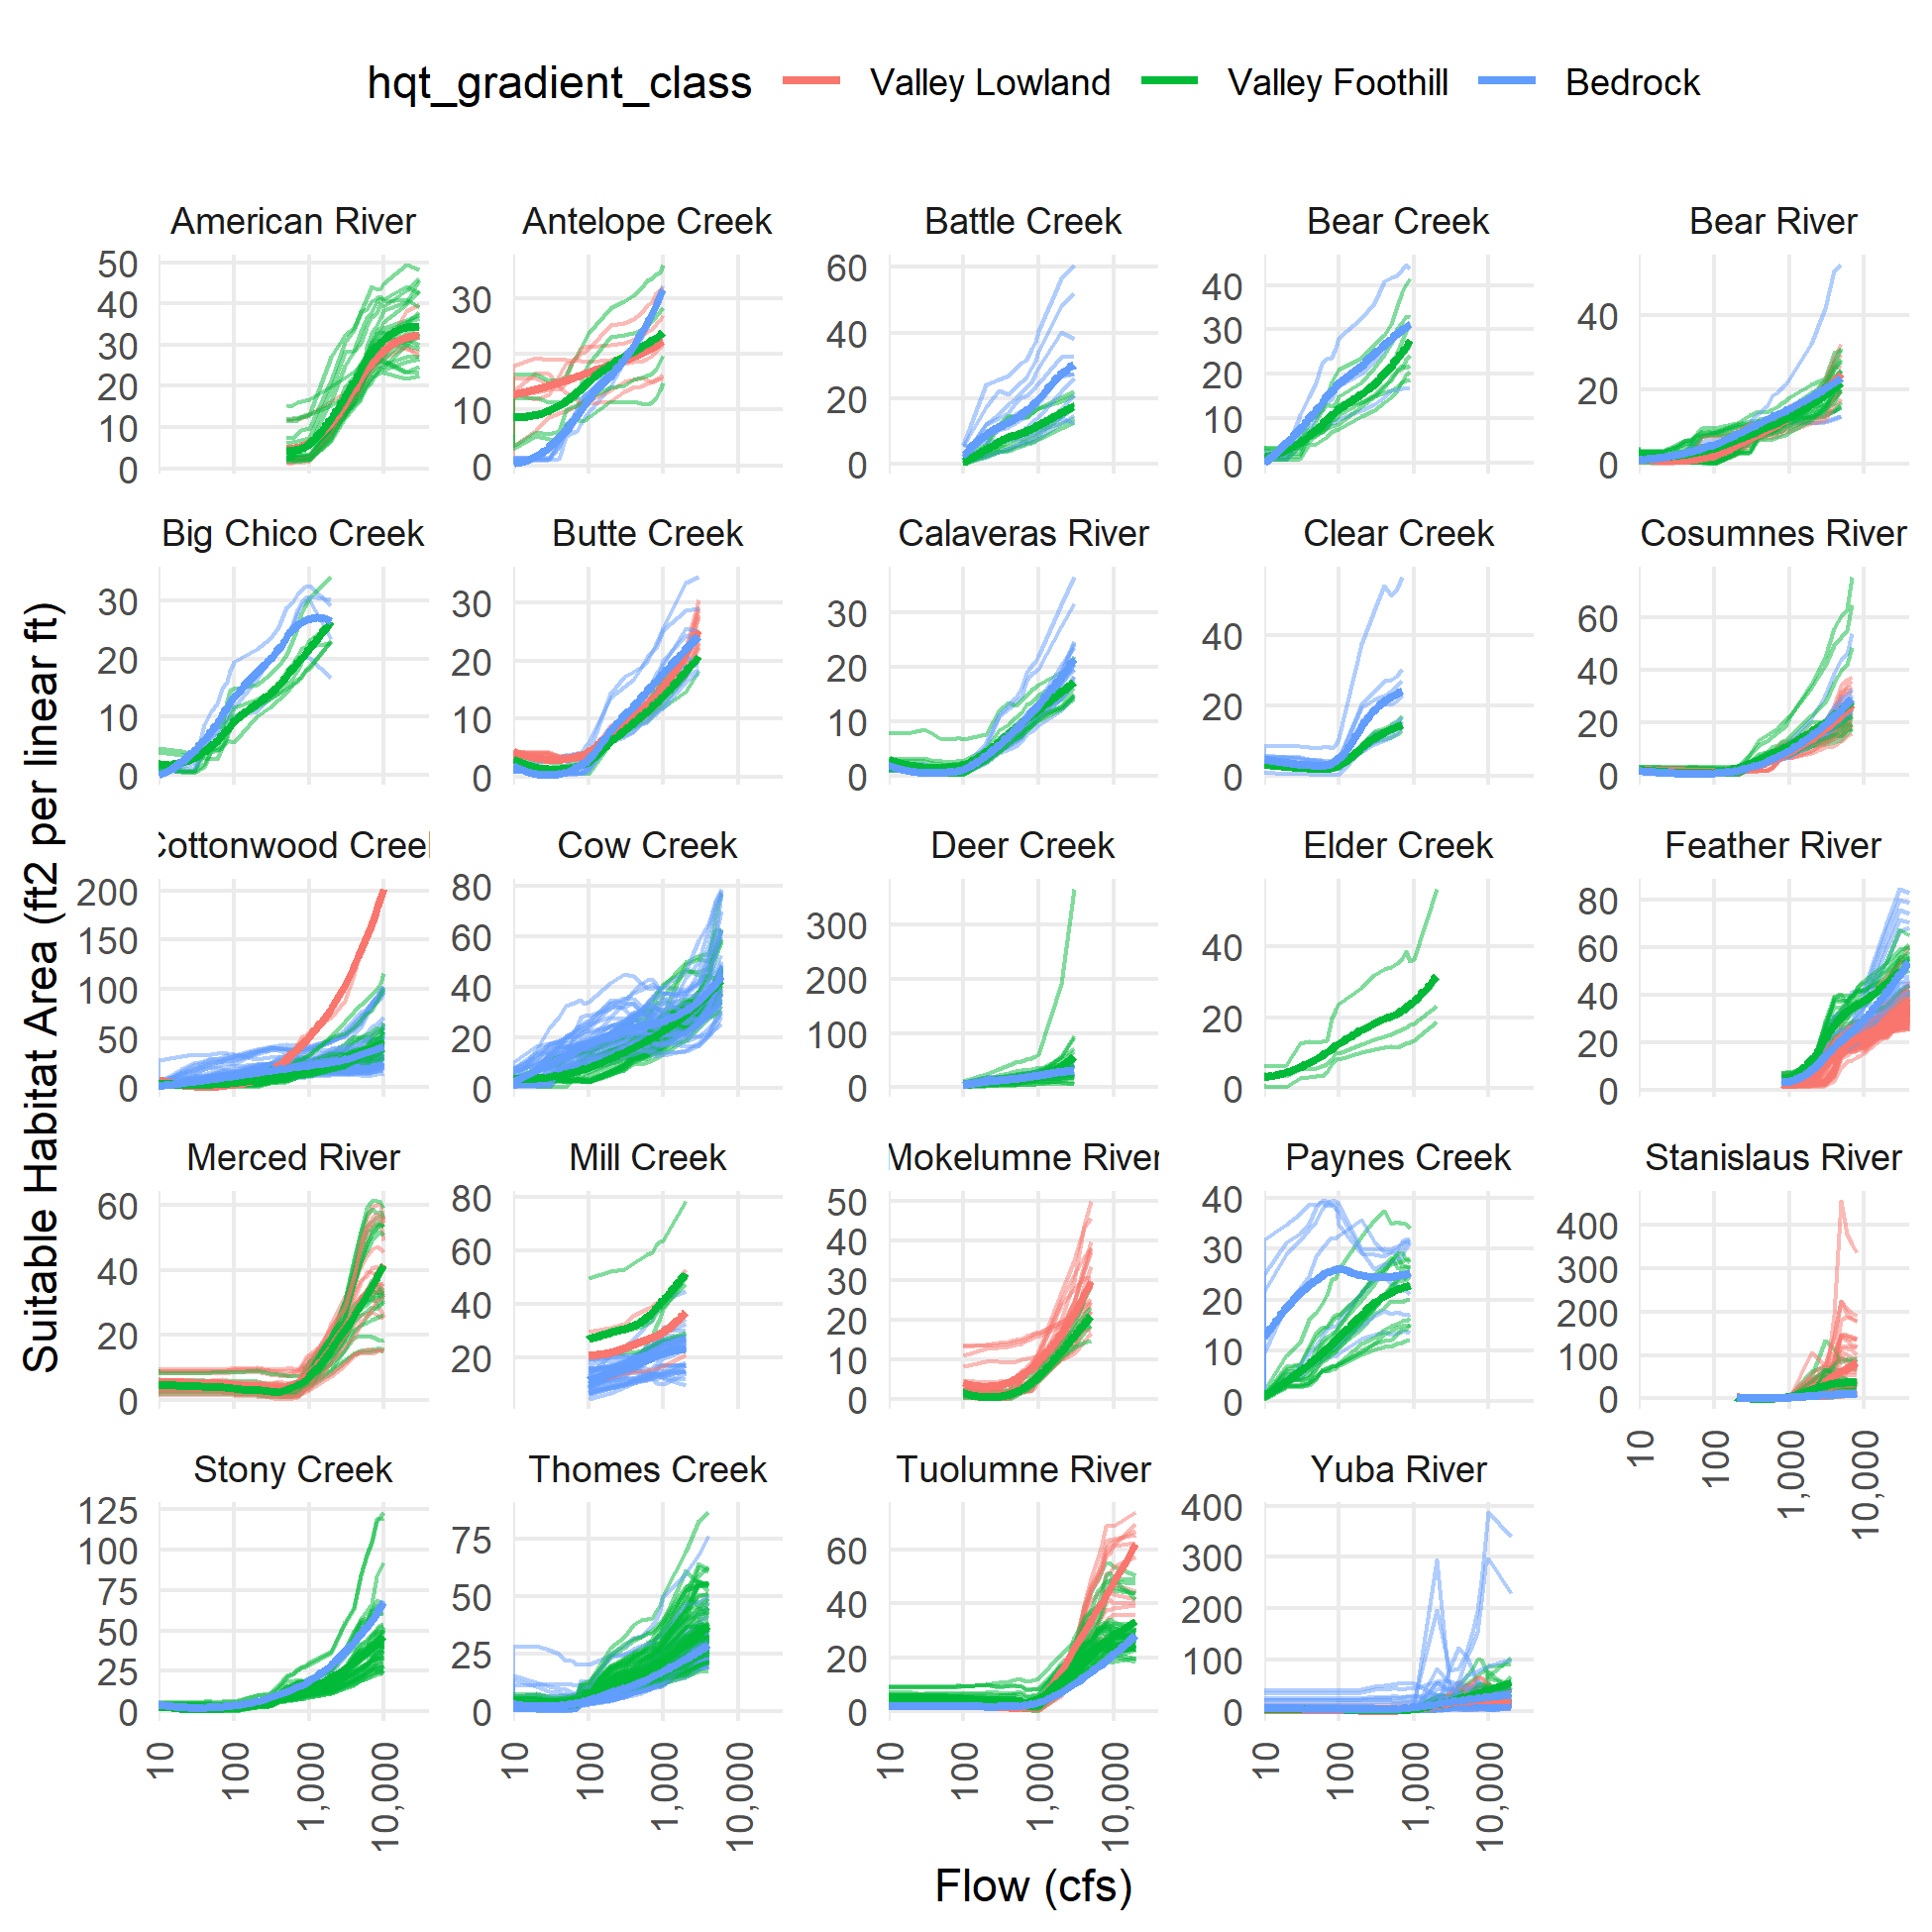 hqt_gradient_class Valley Lowland Valley Foothill Bedrock
American River Antelope Creek Battle Creek Bear Creek Bear River
50 40 30 20 10 0
30 20 10 0
60 40 20 0
40 30 20 10 0
40 20 0
Big Chico Creek Butte Creek Calaveras River Clear Creek Cosumnes River
30 20 10 0
30 20 10 0
30 20 10 0
40 20 0
60 40 20 0
Cottonwood Creek Cow Creek Deer Creek Elder Creek Feather River
200 150 100 50 0
80 60 40 20 0
300 200 100 0
40 20 0
80 60 40 20 0
Merced River Mill Creek Mokelumne River Paynes Creek Stanislaus River
60 40 20 0
80 60 40 20
50 40 30 20 10 0
40 30 20 10 0
400 300 200 100 0
10 100 1,000 10,000
Stony Creek Thomes Creek Tuolumne River Yuba River
125 100 75 50 25 0
75 50 25 0
60 40 20 0
400 300 200 100 0
10 100 1,000 10,000
10 100 1,000 10,000
10 100 1,000 10,000
10 100 1,000 10,000
Flow (cfs)
Suitable Habitat Area (ft2 per linear ft)